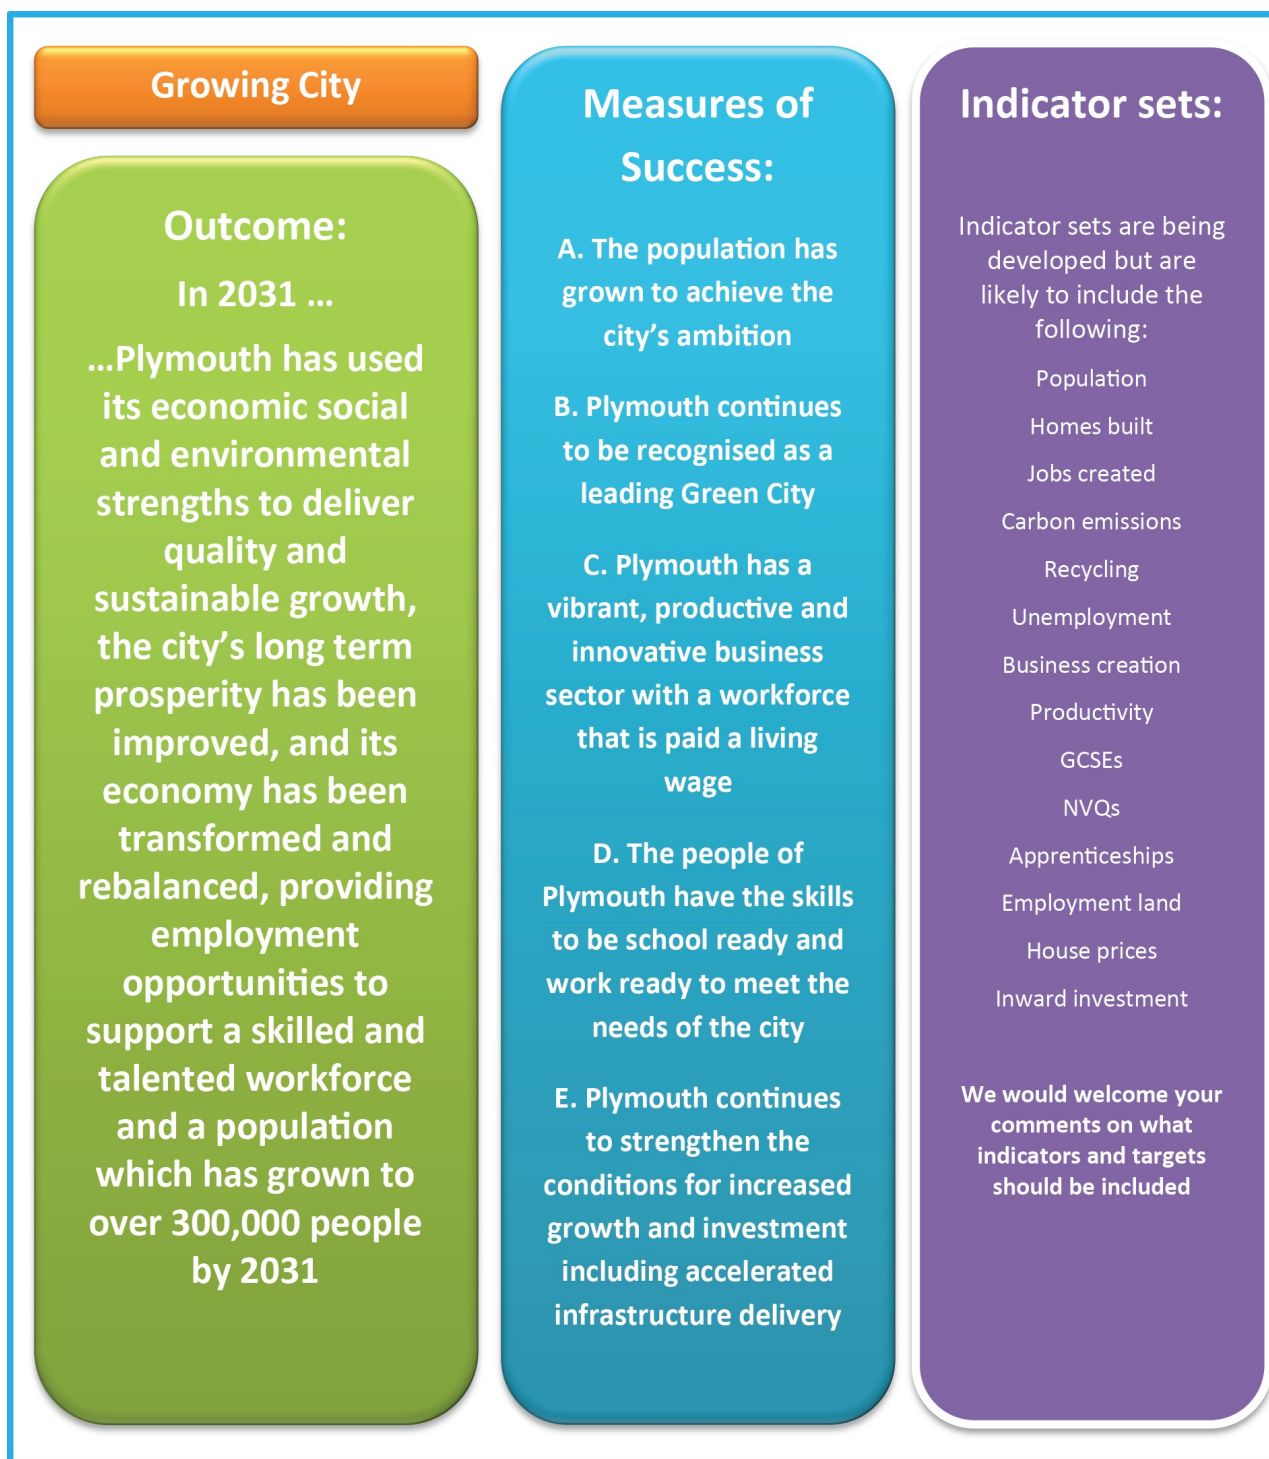 Growing City
Outcome:
In 2031 …
…Plymouth has used
its economic social
and environmental
strengths to deliver
quality and
sustainable growth,
the city’s long term
prosperity has been
improved, and its
economy has been
transformed and
rebalanced, providing
employment
opportunities to
support a skilled and
talented workforce
and a population
which has grown to
over 300,000 people
by 2031
Measures of
Success:
A. The population has
grown to achieve the
city’s ambition
B. Plymouth continues
to be recognised as a
leading Green City
C. Plymouth has a
vibrant, productive and
innovative business
sector with a workforce
that is paid a living
wage
D. The people of
Plymouth have the skills
to be school ready and
work ready to meet the
needs of the city
E. Plymouth continues
to strengthen the
conditions for increased
growth and investment
including accelerated
infrastructure delivery
Indicator sets:
Indicator sets are being
developed but are
likely to include the
following:
Population
Homes built
Jobs created
Carbon emissions
Recycling
Unemployment
Business creation
Productivity
GCSEs
NVQs
Apprenticeships
Employment land
House prices
Inward investment
We would welcome your
comments on what
indicators and targets
should be included